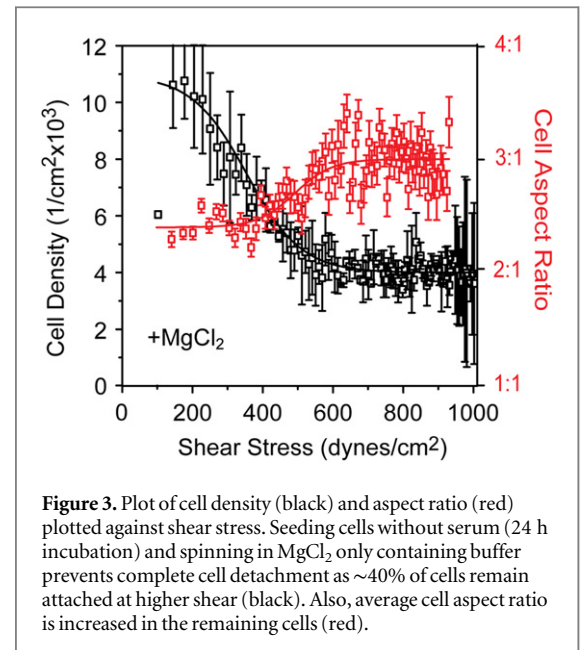 12
10
8
6
4
2
0
Cell Density (1/cm²x10³)
+MgCl₂
0 200 400 600 800 1000
Shear Stress (dynes/cm²)
4:1
3:1
2:1
1:1
Cell Aspect Ratio
Figure 3. Plot of cell density (black) and aspect ratio (red)
plotted against shear stress. Seeding cells without serum (24 h
incubation) and spinning in MgCl₂ only containing buffer
prevents complete cell detachment as ~40% of cells remain
attached at higher shear (black). Also, average cell aspect ratio
is increased in the remaining cells (red).